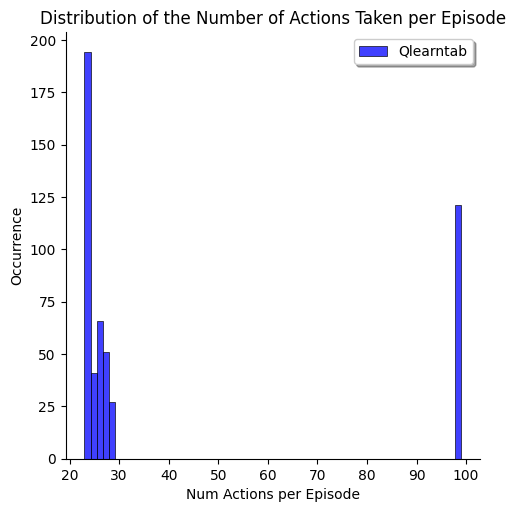 Distribution of the Number of Actions Taken per Episode
Qlearntab
200
175
150
125
100
75
50
25
0
Occurrence
20 30 40 50 60 70 80 90 100
Num Actions per Episode